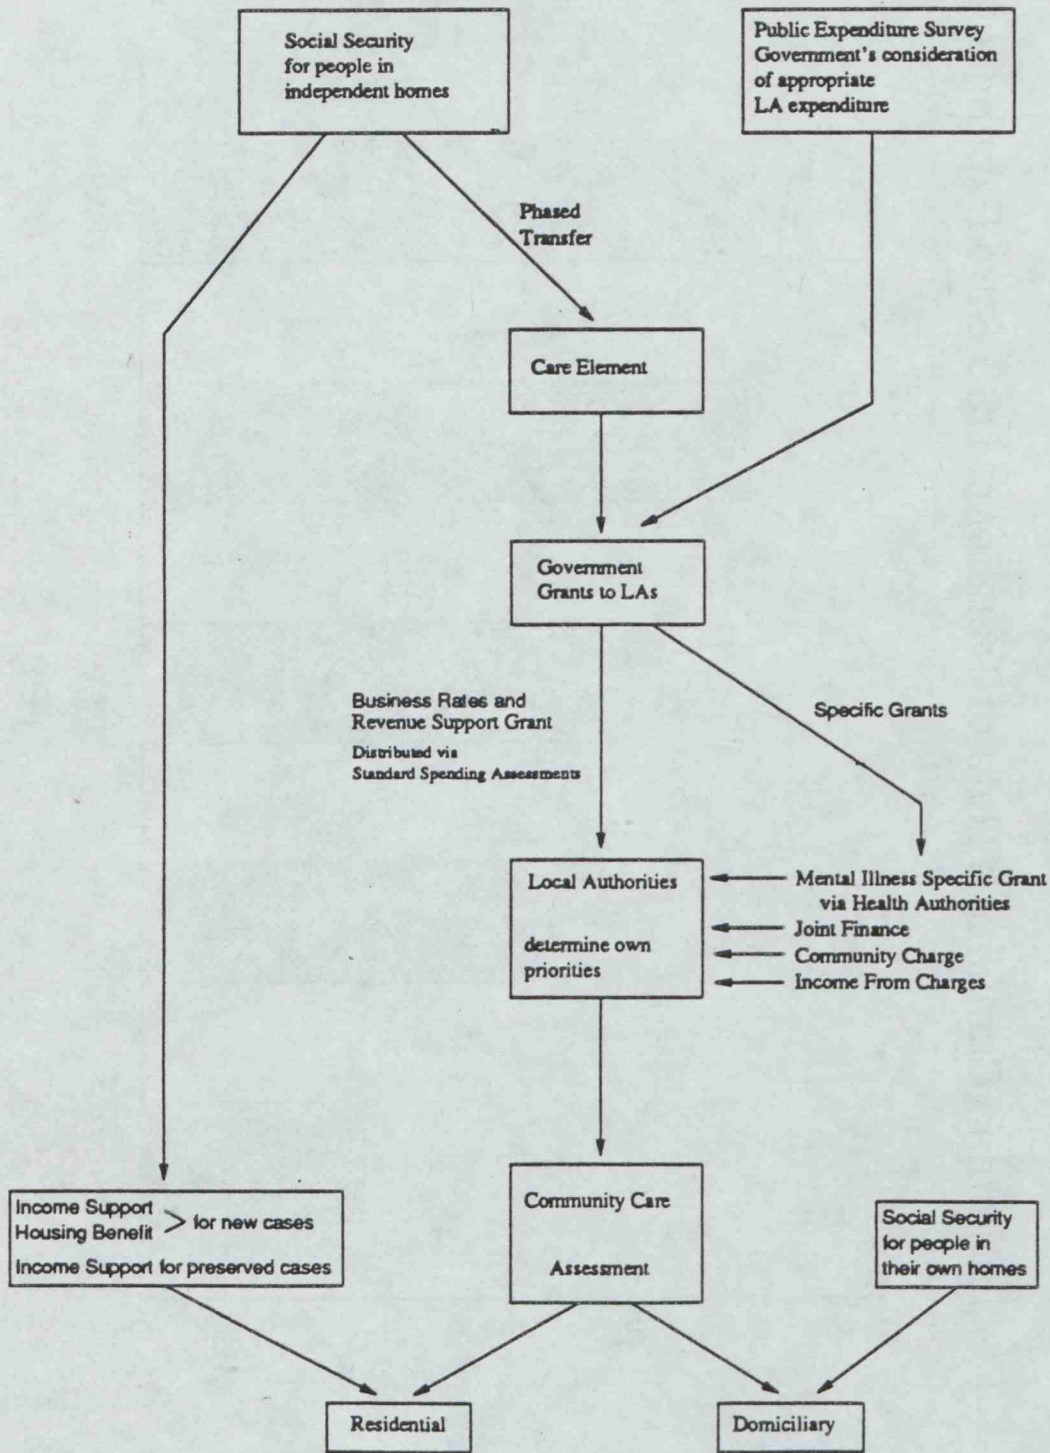 Social Security
for people in
independent homes
Public Expenditure Survey
Government's consideration
of appropriate
LA expenditure
Phased
Transfer
Care Element
Government
Grants to LAs
Business Rates and
Revenue Support Grant
Distributed via
Standard Spending Assessments
Specific Grants
Local Authorities
determine own
priorities
Mental Illness Specific Grant
via Health Authorities
Joint Finance
Community Charge
Income From Charges
Income Support
Housing Benefit > for new cases
Income Support for preserved cases
Community Care
Assessment
Social Security
for people in
their own homes
Residential
Domiciliary